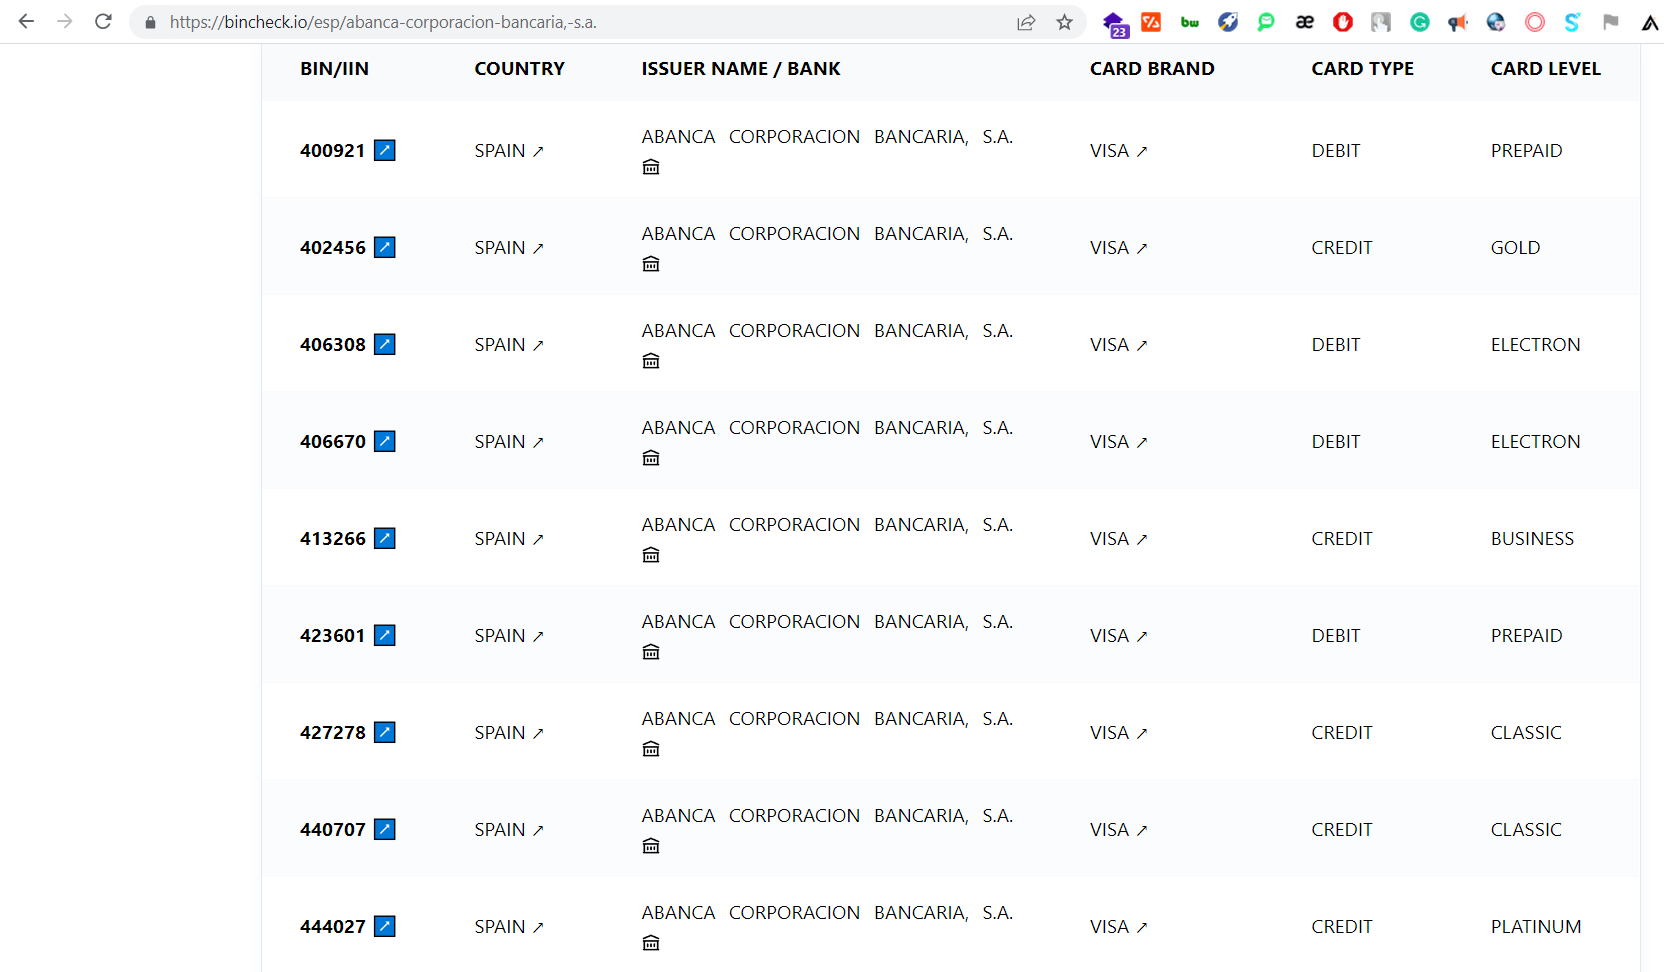 https://bincheck.io/esp/abanca-corporacion-bancaria,-s.a.
23
bw
æ
BIN/IIN COUNTRY ISSUER NAME / BANK CARD BRAND CARD TYPE CARD LEVEL
400921 SPAIN ↗ ABANCA CORPORACION BANCARIA, S.A. VISA ↗ DEBIT PREPAID
402456 SPAIN ↗ ABANCA CORPORACION BANCARIA, S.A. VISA ↗ CREDIT GOLD
406308 SPAIN ↗ ABANCA CORPORACION BANCARIA, S.A. VISA ↗ DEBIT ELECTRON
406670 SPAIN ↗ ABANCA CORPORACION BANCARIA, S.A. VISA ↗ DEBIT ELECTRON
413266 SPAIN ↗ ABANCA CORPORACION BANCARIA, S.A. VISA ↗ CREDIT BUSINESS
423601 SPAIN ↗ ABANCA CORPORACION BANCARIA, S.A. VISA ↗ DEBIT PREPAID
427278 SPAIN ↗ ABANCA CORPORACION BANCARIA, S.A. VISA ↗ CREDIT CLASSIC
440707 SPAIN ↗ ABANCA CORPORACION BANCARIA, S.A. VISA ↗ CREDIT CLASSIC
444027 SPAIN ↗ ABANCA CORPORACION BANCARIA, S.A. VISA ↗ CREDIT PLATINUM